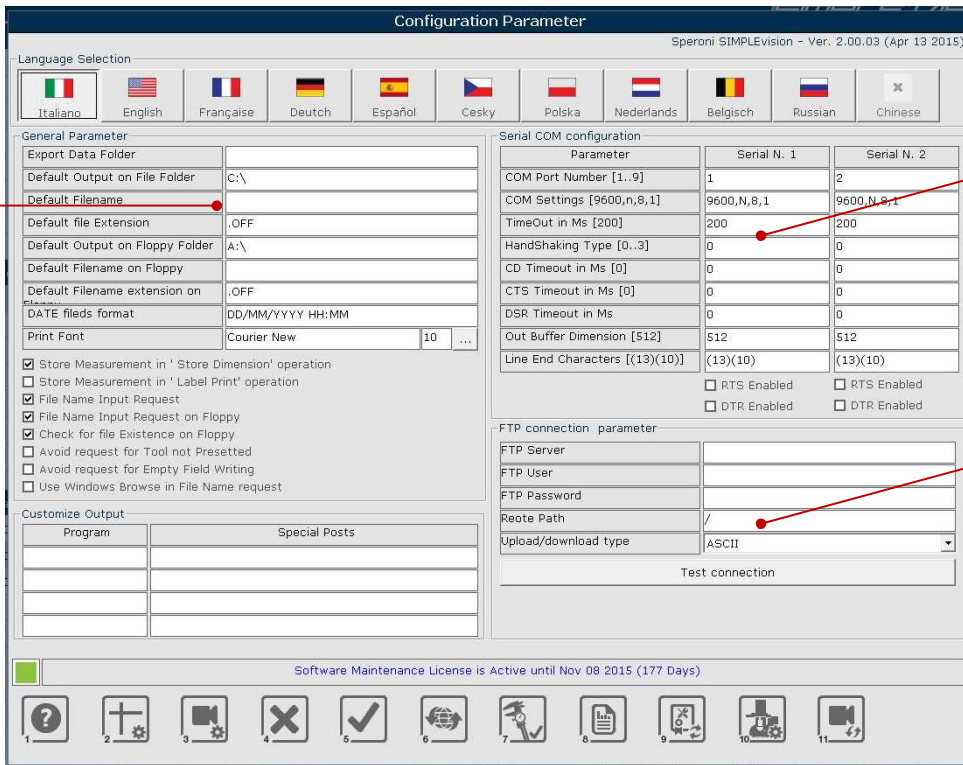 Configuration Parameter
Speroni SIMPLEvision - Ver. 2.00.03 (Apr 13 2015)
Language Selection
Italiano English Française Deutch Español Cesky Polska Nederlands Belgisch Russian Chinese
General Parameter
Export Data Folder
Default Output on File Folder C:\
Default Filename
Default file Extension .OFF
Default Output on Floppy Folder A:\
Default Filename on Floppy
Default Filename extension on
.OFF
DATE fileds format DD/MM/YYYY HH:MM
Print Font Courier New 10 ...
Store Measurement in ' Store Dimension' operation
Store Measurement in ' Label Print' operation
File Name Input Request
File Name Input Request on Floppy
Check for file Existence on Floppy
Avoid request for Tool not Presetted
Avoid request for Empty Field Writing
Use Windows Browse in File Name request
Customize Output
Program Special Posts
Serial COM configuration
Parameter Serial N. 1 Serial N. 2
COM Port Number [1..9] 1 2
COM Settings [9600,n,8,1] 9600,N,8,1 9600,N,8,1
TimeOut in Ms [200] 200 200
HandShaking Type [0..3] 0 0
CD Timeout in Ms [0] 0 0
CTS Timeout in Ms [0] 0 0
DSR Timeout in Ms 0 0
Out Buffer Dimension [512] 512 512
Line End Characters [(13)(10)] (13)(10) (13)(10)
RTS Enabled RTS Enabled
DTR Enabled DTR Enabled
FTP connection parameter
FTP Server
FTP User
FTP Password
Reote Path /
Upload/download type ASCII
Test connection
Software Maintenance License is Active until Nov 08 2015 (177 Days)
1 2 3 4 5 6 7 8 9 10 11